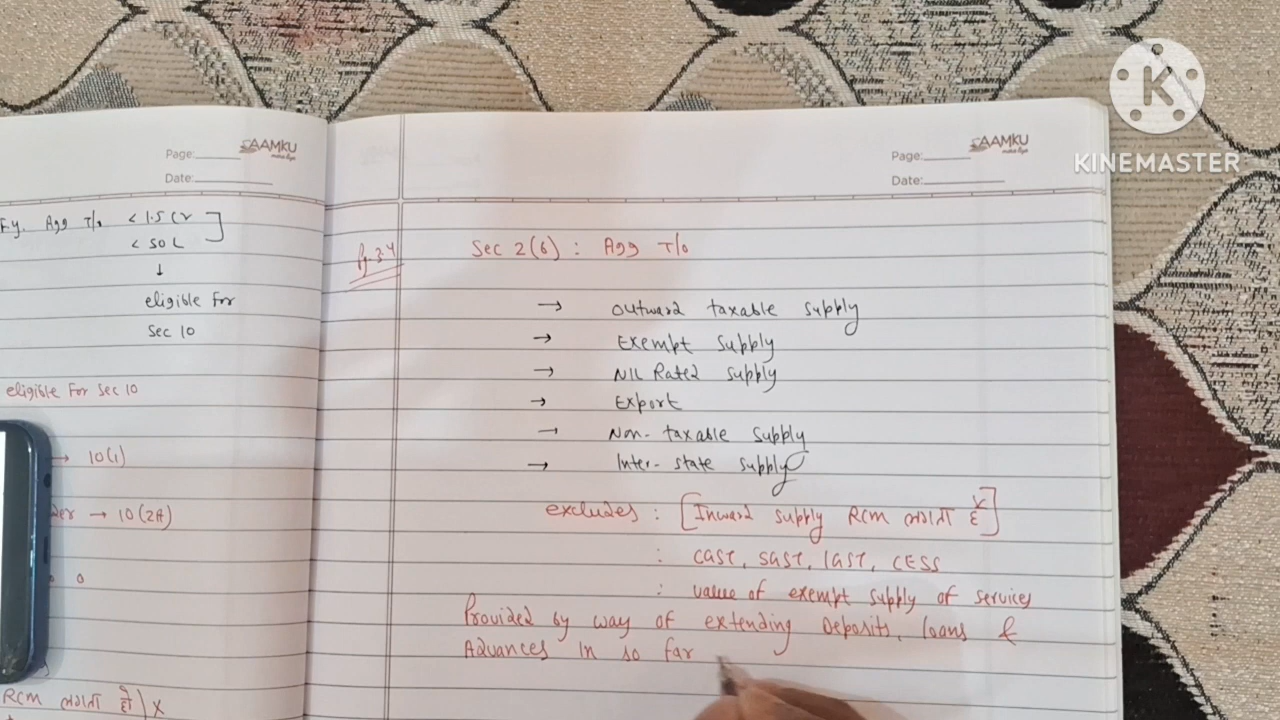 KINEMASTER
Page:
SAAMKU
Date:
F.Y. Agg T/o < 1.5 Cr
< 50 L
↓
eligible For
Sec 10
eligible For Sec 10
→ 10(1)
→ 10(2A)
RCM
X
Page:
SAAMKU
Date:
Pg-3.4
Sec 2(6) : Agg T/o
→ Outward taxable supply
→ Exempt supply
→ NIL Rated supply
→ Export
→ Non-taxable supply
→ Inter-state supply
excludes : [Inward supply RCM
: CGST, SGST, IGST, CESS
: value of exempt supply of services
Provided by way of extending Deposits, loans &
Advances in so far